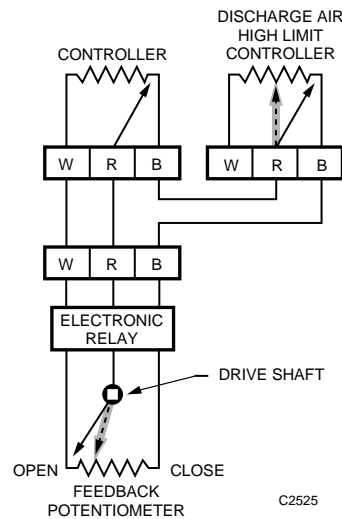 DISCHARGE AIR
HIGH LIMIT
CONTROLLER
CONTROLLER
W R B
W R B
W R B
ELECTRONIC
RELAY
DRIVE SHAFT
OPEN
CLOSE
FEEDBACK
POTENTIOMETER
C2525